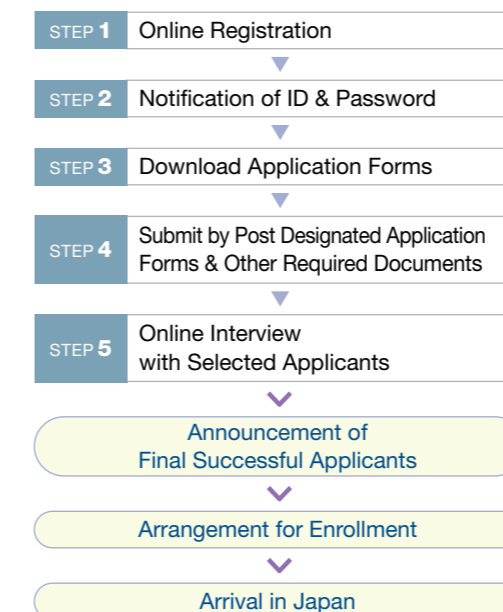 STEP 1 Online Registration
STEP 2 Notification of ID & Password
STEP 3 Download Application Forms
STEP 4 Submit by Post Designated Application
Forms & Other Required Documents
STEP 5 Online Interview
with Selected Applicants
Announcement of
Final Successful Applicants
Arrangement for Enrollment
Arrival in Japan